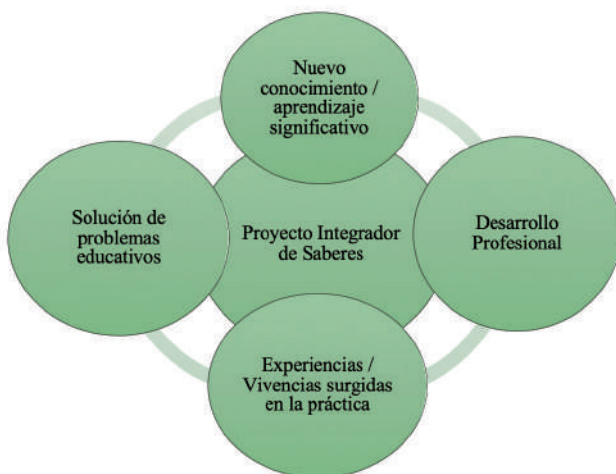 Nuevo
conocimiento /
aprendizaje
significativo
Solución de
problemas
educativos
Proyecto Integrador
de Saberes
Desarrollo
Profesional
Experiencias /
Vivencias surgidas
en la práctica